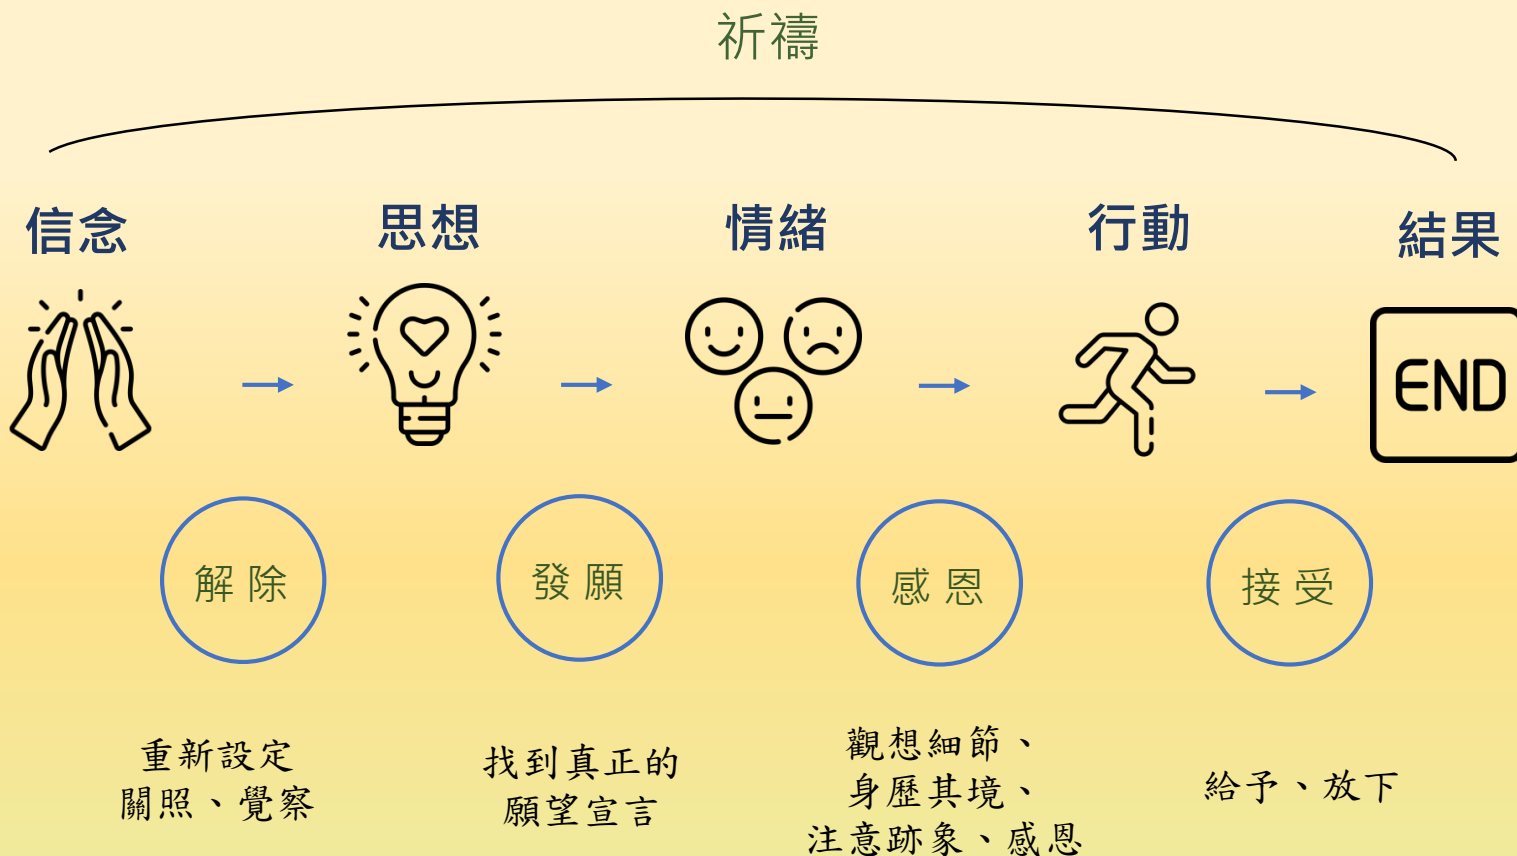 祈禱
信念
思想
情緒
行動
結果
END
解除
發願
感恩
接受
重新設定
關照、覺察
找到真正的
願望宣言
觀想細節、
身歷其境、
注意跡象、感恩
給予、放下